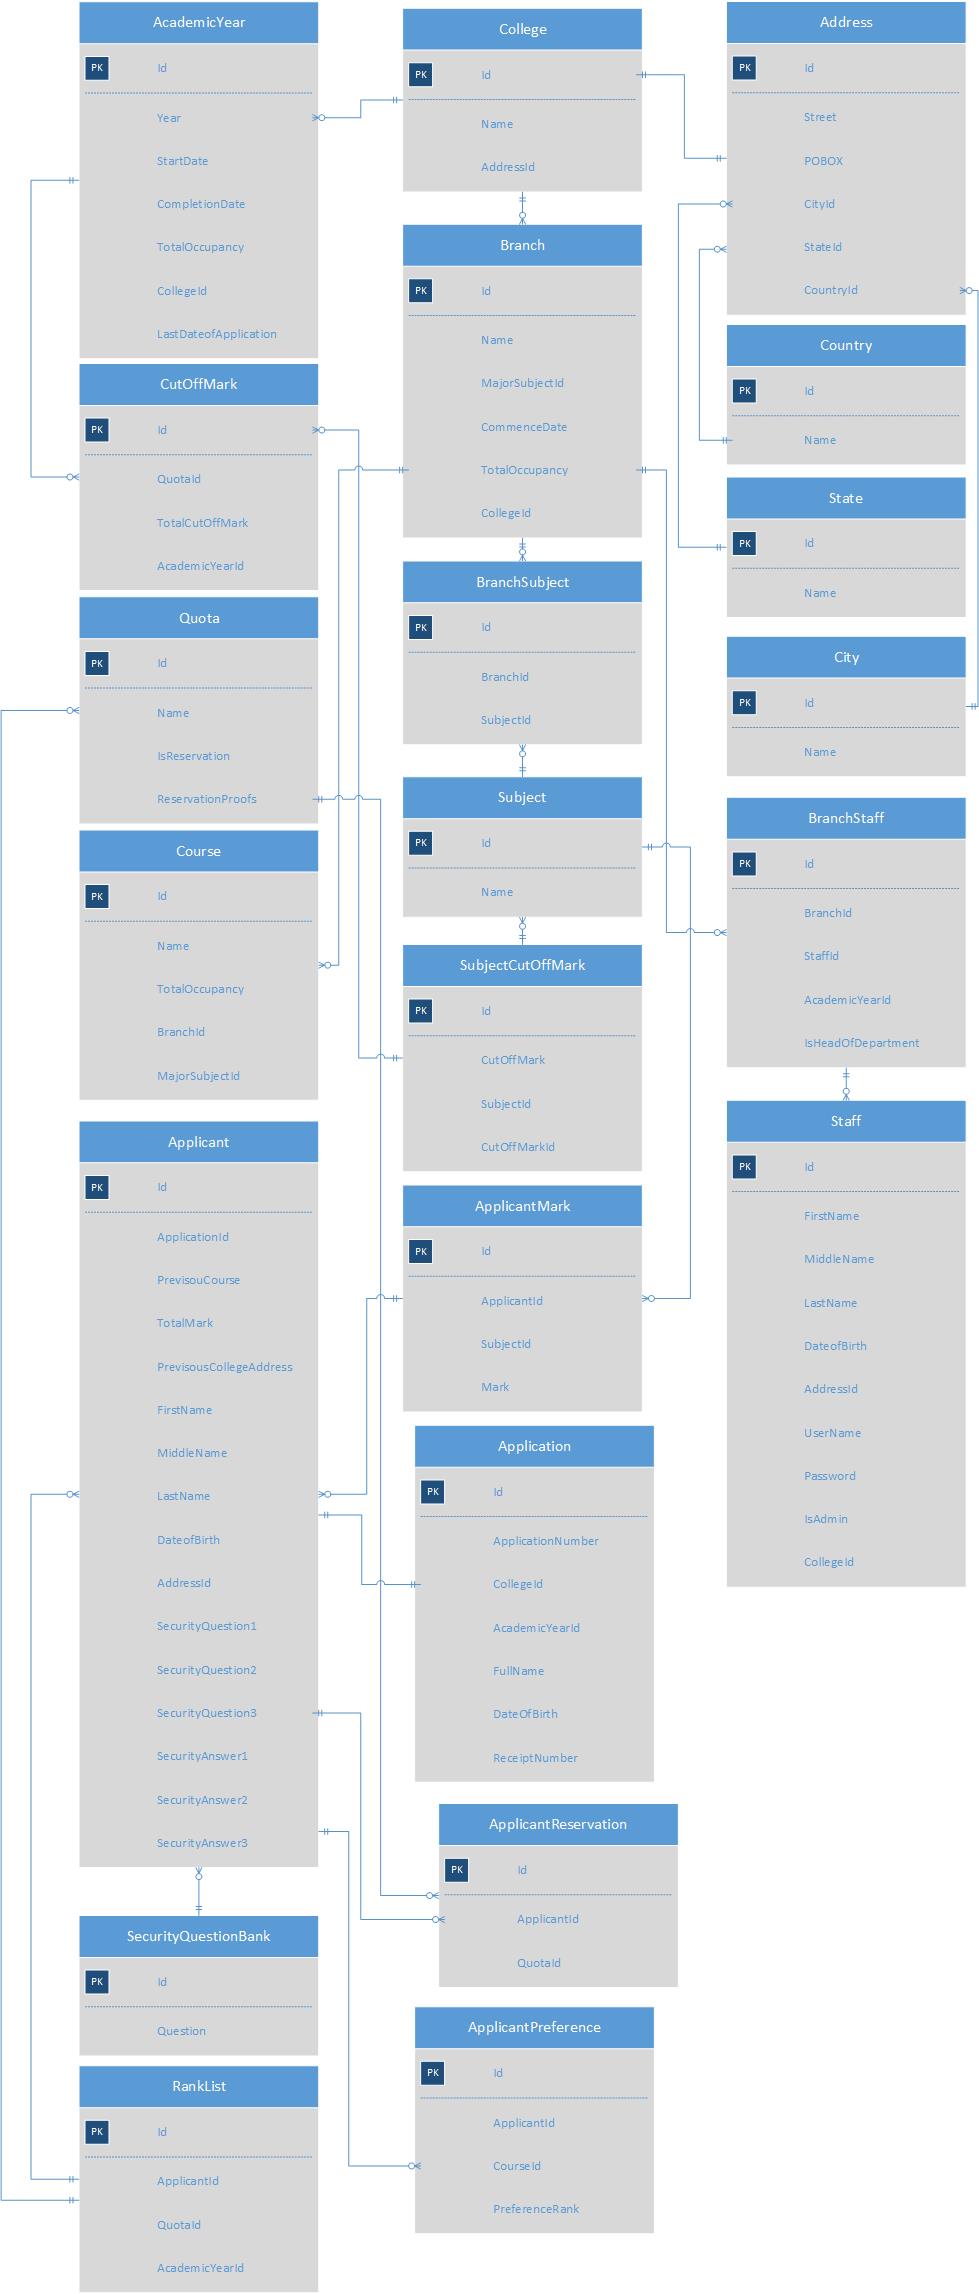 AcademicYear
PK
Id
Year
StartDate
CompletionDate
TotalOccupancy
CollegeId
LastDateofApplication
CutOffMark
PK
Id
QuotaId
TotalCutOffMark
AcademicYearId
Quota
PK
Id
Name
IsReservation
ReservationProofs
Course
PK
Id
Name
TotalOccupancy
BranchId
MajorSubjectId
Applicant
PK
Id
ApplicationId
PrevisouCourse
TotalMark
PrevisousCollegeAddress
FirstName
MiddleName
LastName
DateofBirth
AddressId
SecurityQuestion1
SecurityQuestion2
SecurityQuestion3
SecurityAnswer1
SecurityAnswer2
SecurityAnswer3
SecurityQuestionBank
PK
Id
Question
RankList
PK
Id
ApplicantId
QuotaId
AcademicYearId
College
PK
Id
Name
AddressId
Branch
PK
Id
Name
MajorSubjectId
CommenceDate
TotalOccupancy
CollegeId
BranchSubject
PK
Id
BranchId
SubjectId
Subject
PK
Id
Name
SubjectCutOffMark
PK
Id
CutOffMark
SubjectId
CutOffMarkId
ApplicantMark
PK
Id
ApplicantId
SubjectId
Mark
Application
PK
Id
ApplicationNumber
CollegeId
AcademicYearId
FullName
DateOfBirth
ReceiptNumber
ApplicantReservation
PK
Id
ApplicantId
QuotaId
ApplicantPreference
PK
Id
ApplicantId
CourseId
PreferenceRank
Address
PK
Id
Street
POBOX
CityId
StateId
CountryId
Country
PK
Id
Name
State
PK
Id
Name
City
PK
Id
Name
BranchStaff
PK
Id
BranchId
StaffId
AcademicYearId
IsHeadOfDepartment
Staff
PK
Id
FirstName
MiddleName
LastName
DateofBirth
AddressId
UserName
Password
IsAdmin
CollegeId